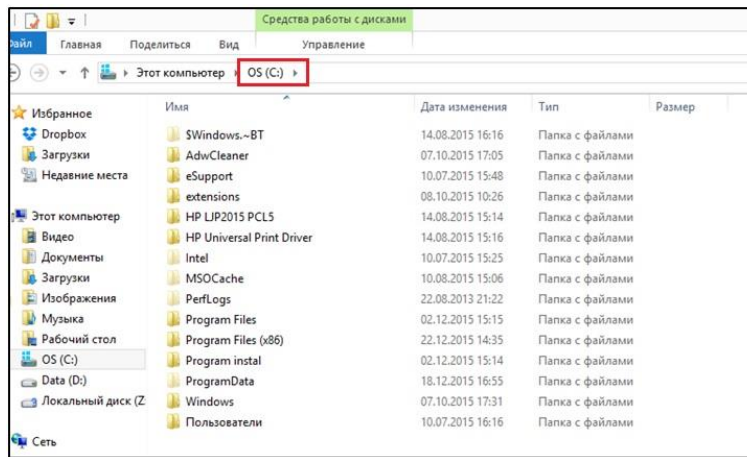 Средства работы с дисками
Файл Главная Поделиться Вид Управление
Этот компьютер OS (C:)
Избранное
Dropbox
Загрузки
Недавние места
Этот компьютер
Видео
Документы
Загрузки
Изображения
Музыка
Рабочий стол
OS (C:)
Data (D:)
Локальный диск (Z
Сеть
Имя Дата изменения Тип Размер
$Windows.~BT 14.08.2015 16:16 Папка с файлами
AdwCleaner 07.10.2015 17:05 Папка с файлами
eSupport 10.07.2015 15:48 Папка с файлами
extensions 08.10.2015 10:26 Папка с файлами
HP LJP2015 PCL5 14.08.2015 15:14 Папка с файлами
HP Universal Print Driver 14.08.2015 15:16 Папка с файлами
Intel 10.07.2015 15:25 Папка с файлами
MSOCache 10.08.2015 15:06 Папка с файлами
PerfLogs 22.08.2013 21:22 Папка с файлами
Program Files 02.12.2015 15:15 Папка с файлами
Program Files (x86) 22.12.2015 14:35 Папка с файлами
Program instal 02.12.2015 15:14 Папка с файлами
ProgramData 18.12.2015 16:55 Папка с файлами
Windows 07.10.2015 17:31 Папка с файлами
Пользователи 10.07.2015 16:16 Папка с файлами